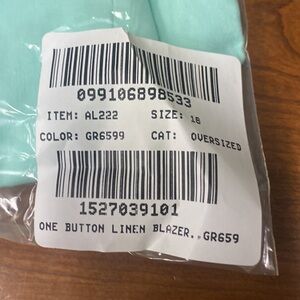 099106898533
ITEM: AL222 SIZE: 18
COLOR: GR6599 CAT: OVERSIZED
1527039101
ONE BUTTON LINEN BLAZER..GR659